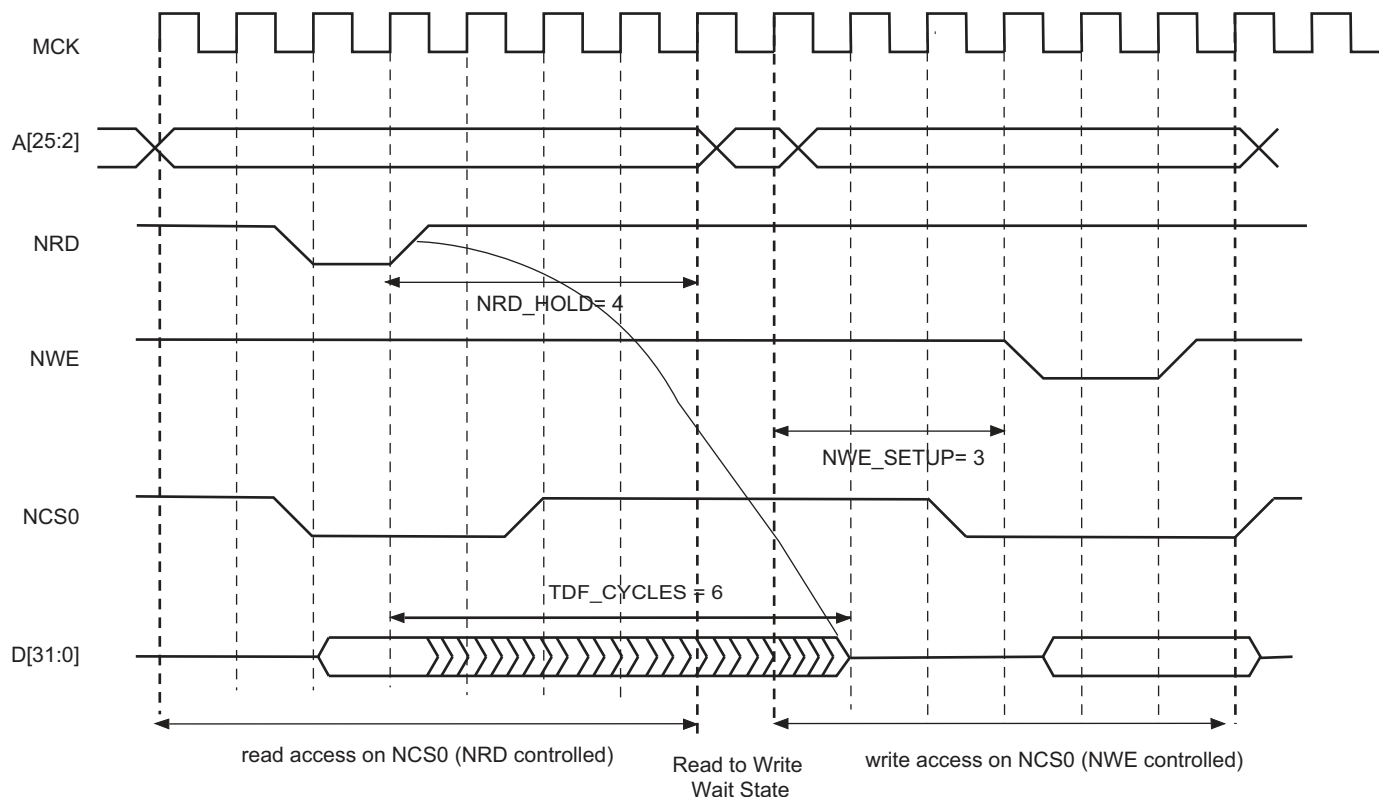 MCK
A[25:2]
NRD
NRD_HOLD= 4
NWE
NWE_SETUP= 3
NCS0
TDF_CYCLES = 6
D[31:0]
read access on NCS0 (NRD controlled)
Read to Write
Wait State
write access on NCS0 (NWE controlled)